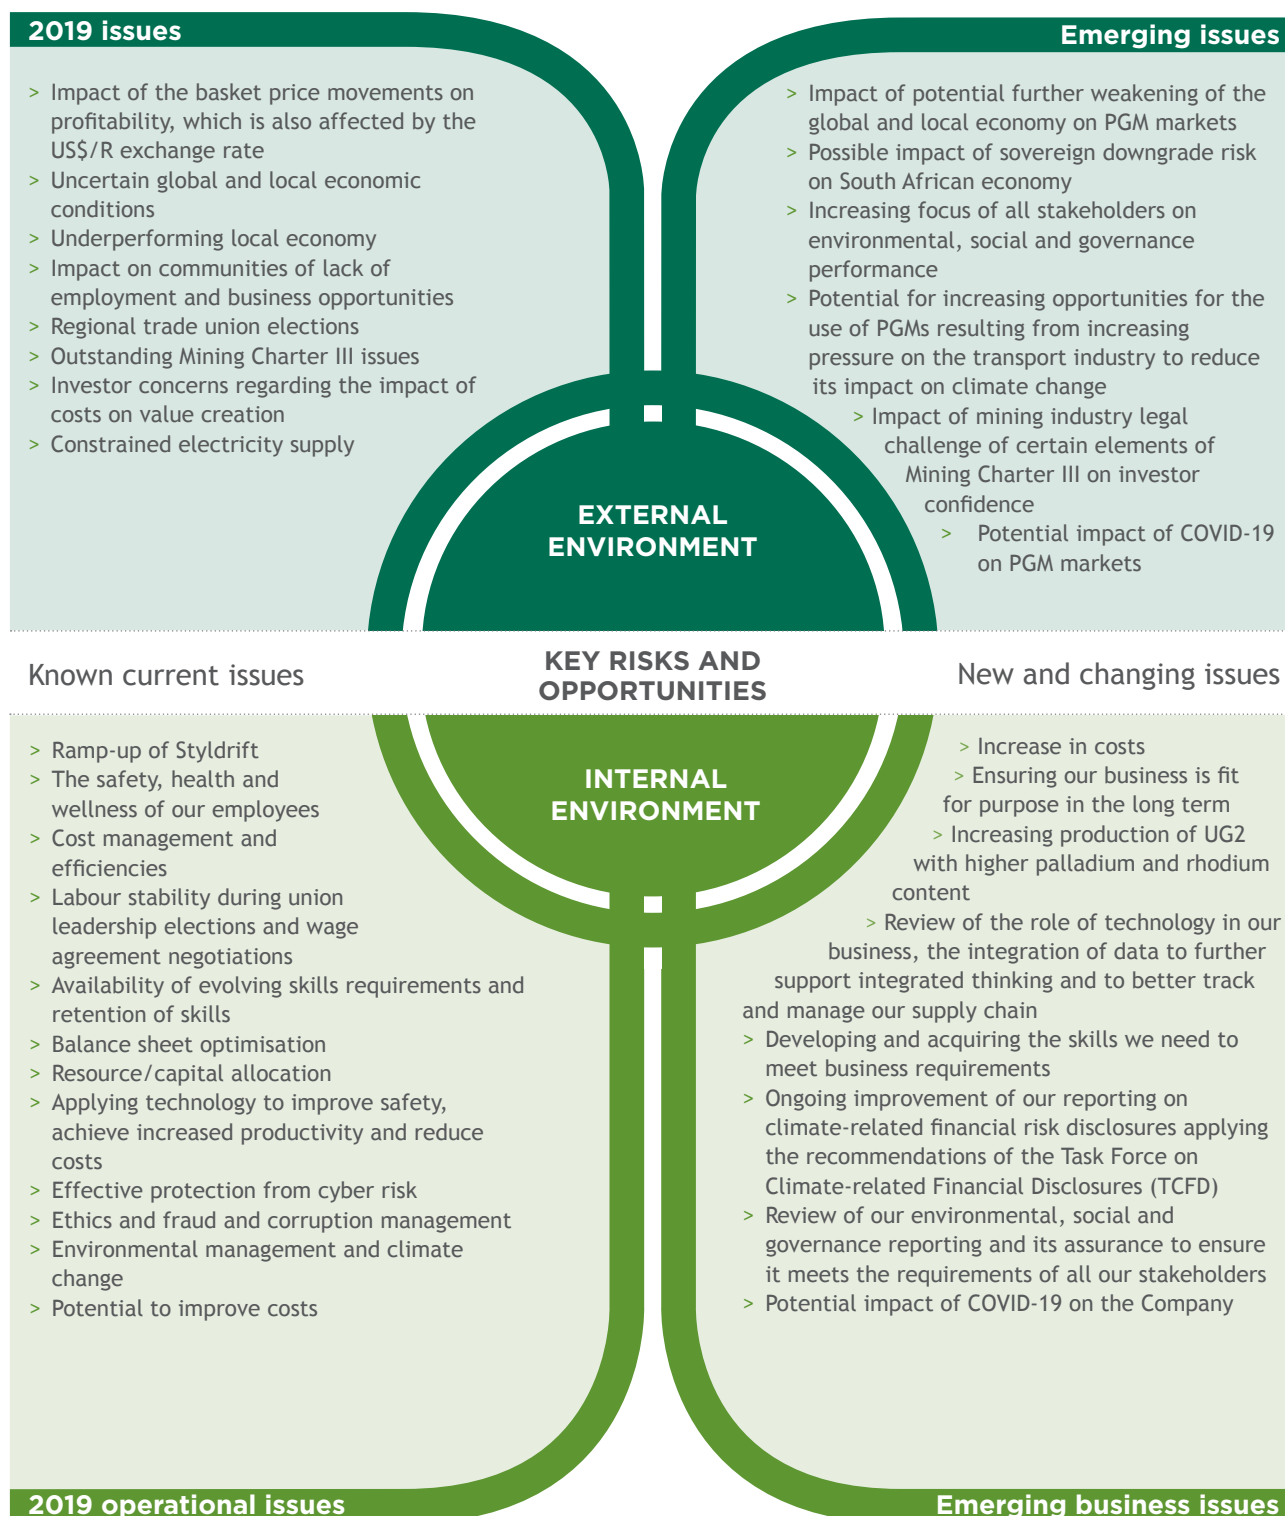 2019 issues
> Impact of the basket price movements on
profitability, which is also affected by the
US$/R exchange rate
> Uncertain global and local economic
conditions
> Underperforming local economy
> Impact on communities of lack of
employment and business opportunities
> Regional trade union elections
> Outstanding Mining Charter III issues
> Investor concerns regarding the impact of
costs on value creation
> Constrained electricity supply
Emerging issues
> Impact of potential further weakening of the
global and local economy on PGM markets
> Possible impact of sovereign downgrade risk
on South African economy
> Increasing focus of all stakeholders on
environmental, social and governance
performance
> Potential for increasing opportunities for the
use of PGMs resulting from increasing
pressure on the transport industry to reduce
its impact on climate change
> Impact of mining industry legal
challenge of certain elements of
Mining Charter III on investor
confidence
> Potential impact of COVID-19
on PGM markets
EXTERNAL
ENVIRONMENT
Known current issues
KEY RISKS AND
OPPORTUNITIES
New and changing issues
INTERNAL
ENVIRONMENT
> Ramp-up of Styldrift
> The safety, health and
wellness of our employees
> Cost management and
efficiencies
> Labour stability during union
leadership elections and wage
agreement negotiations
> Availability of evolving skills requirements and
retention of skills
> Balance sheet optimisation
> Resource/capital allocation
> Applying technology to improve safety,
achieve increased productivity and reduce
costs
> Effective protection from cyber risk
> Ethics and fraud and corruption management
> Environmental management and climate
change
> Potential to improve costs
2019 operational issues
> Increase in costs
> Ensuring our business is fit
for purpose in the long term
> Increasing production of UG2
with higher palladium and rhodium
content
> Review of the role of technology in our
business, the integration of data to further
support integrated thinking and to better track
and manage our supply chain
> Developing and acquiring the skills we need to
meet business requirements
> Ongoing improvement of our reporting on
climate-related financial risk disclosures applying
the recommendations of the Task Force on
Climate-related Financial Disclosures (TCFD)
> Review of our environmental, social and
governance reporting and its assurance to ensure
it meets the requirements of all our stakeholders
> Potential impact of COVID-19 on the Company
Emerging business issues